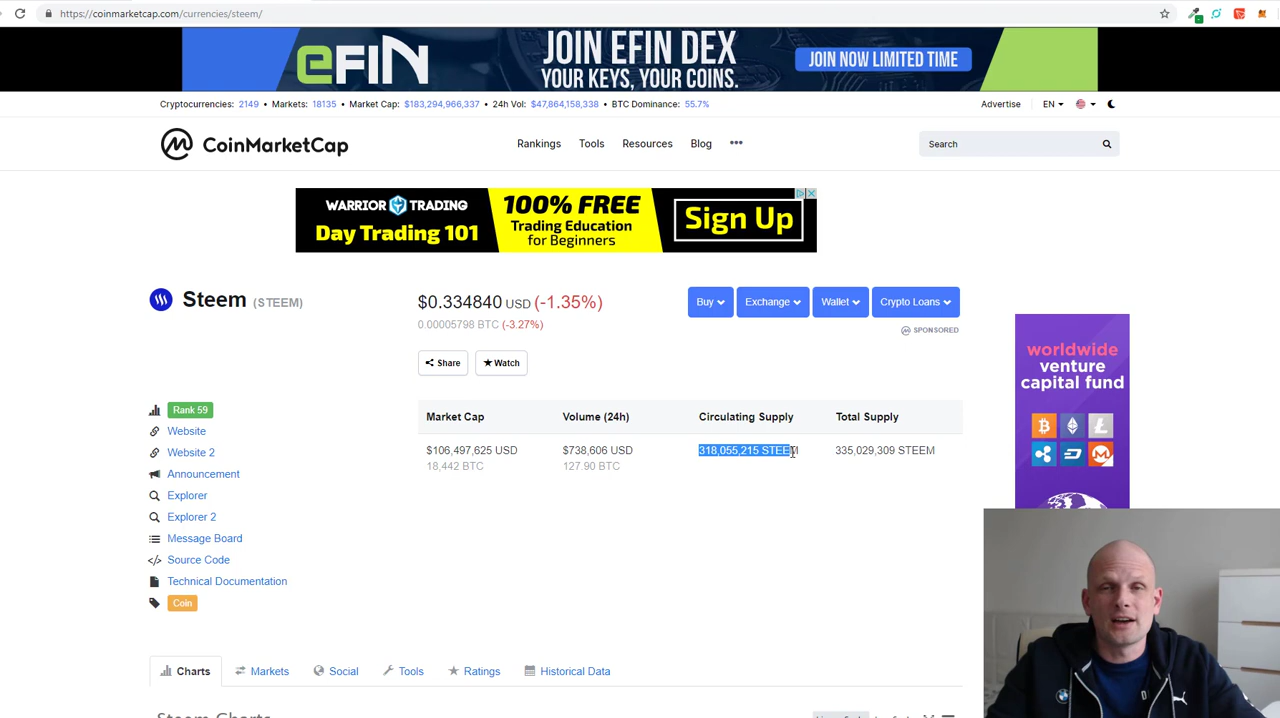 https://coinmarketcap.com/currencies/steem/
eFIN
JOIN EFIN DEX
YOUR KEYS, YOUR COINS.
JOIN NOW LIMITED TIME
Cryptocurrencies: 2149 • Markets: 18135 • Market Cap: $183,294,966,337 • 24h Vol: $47,864,158,338 • BTC Dominance: 55.7%
Advertise
EN
CoinMarketCap
Rankings
Tools
Resources
Blog
Search
WARRIOR TRADING
Day Trading 101
100% FREE
Trading Education
for Beginners
Sign Up
Steem (STEEM)
$0.334840 USD (-1.35%)
0.00005798 BTC (-3.27%)
Buy
Exchange
Wallet
Crypto Loans
SPONSORED
Share
Watch
worldwide
venture
capital fund
Rank 59
Website
Website 2
Announcement
Explorer
Explorer 2
Message Board
Source Code
Technical Documentation
Coin
Market Cap
Volume (24h)
Circulating Supply
Total Supply
$106,497,625 USD
$738,606 USD
318,055,215 STEEM
335,029,309 STEEM
18,442 BTC
127.90 BTC
Charts
Markets
Social
Tools
Ratings
Historical Data
Steem Charts